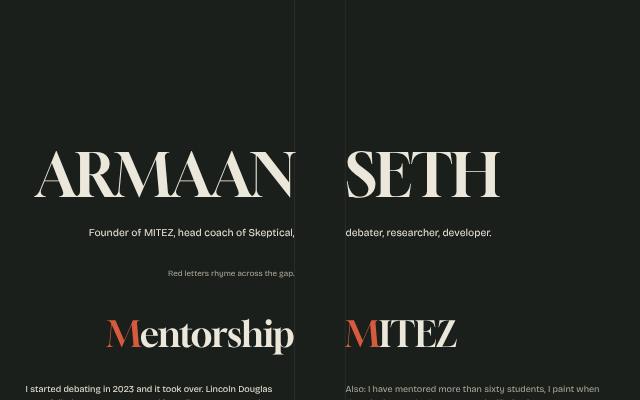 ARMAAN SETH
Founder of MITEZ, head coach of Skeptical, debater, researcher, developer.
Red letters rhyme across the gap.
Mentorship
MITEZ
I started debating in 2023 and it took over. Lincoln Douglas
Also: I have mentored more than sixty students, I paint when